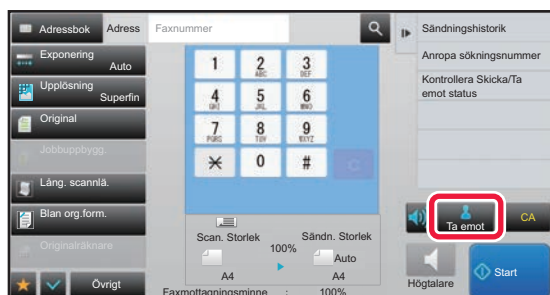 Adressbok Adress Faxnummer
Sändningshistorik
Exponering
Auto
Anropa sökningsnummer
Upplösning
Superfin
Kontrollera Skicka/Ta
emot status
Original
Jobbuppbygg.
Lång. scannlä.
Blan org.form.
Originalräknare
Övrigt
1 2 3
ABC DEF
4 5 6
GHI JKL MNO
7 8 9
PQRS TUV WXYZ
0 #
C
Scan. Storlek 100% Sändn. Storlek
Auto
A4 A4
Faxmottagningsminne : 100%
Ta emot
CA
Högtalare
Start